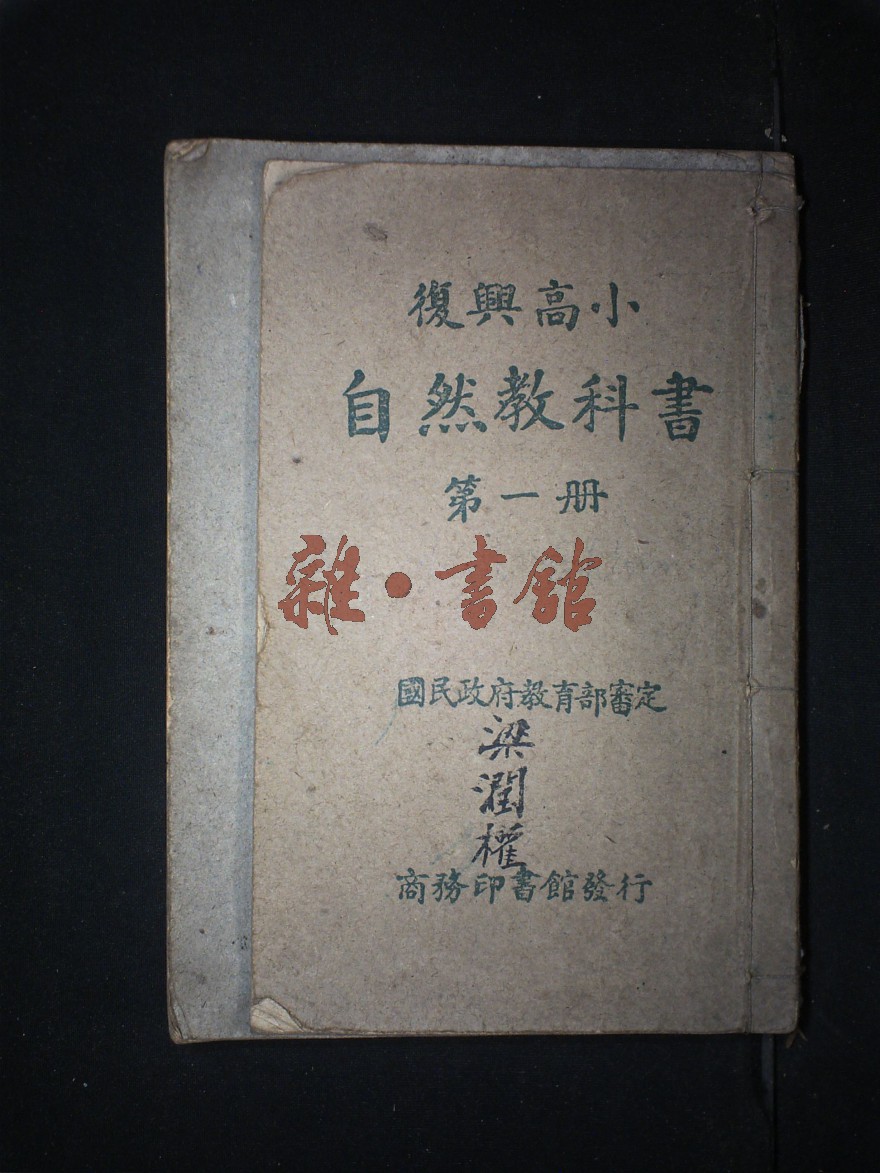 復興高小
自然教科書
第一册
雜·書館
國民政府教育部審定
梁潤權
商務印書館發行